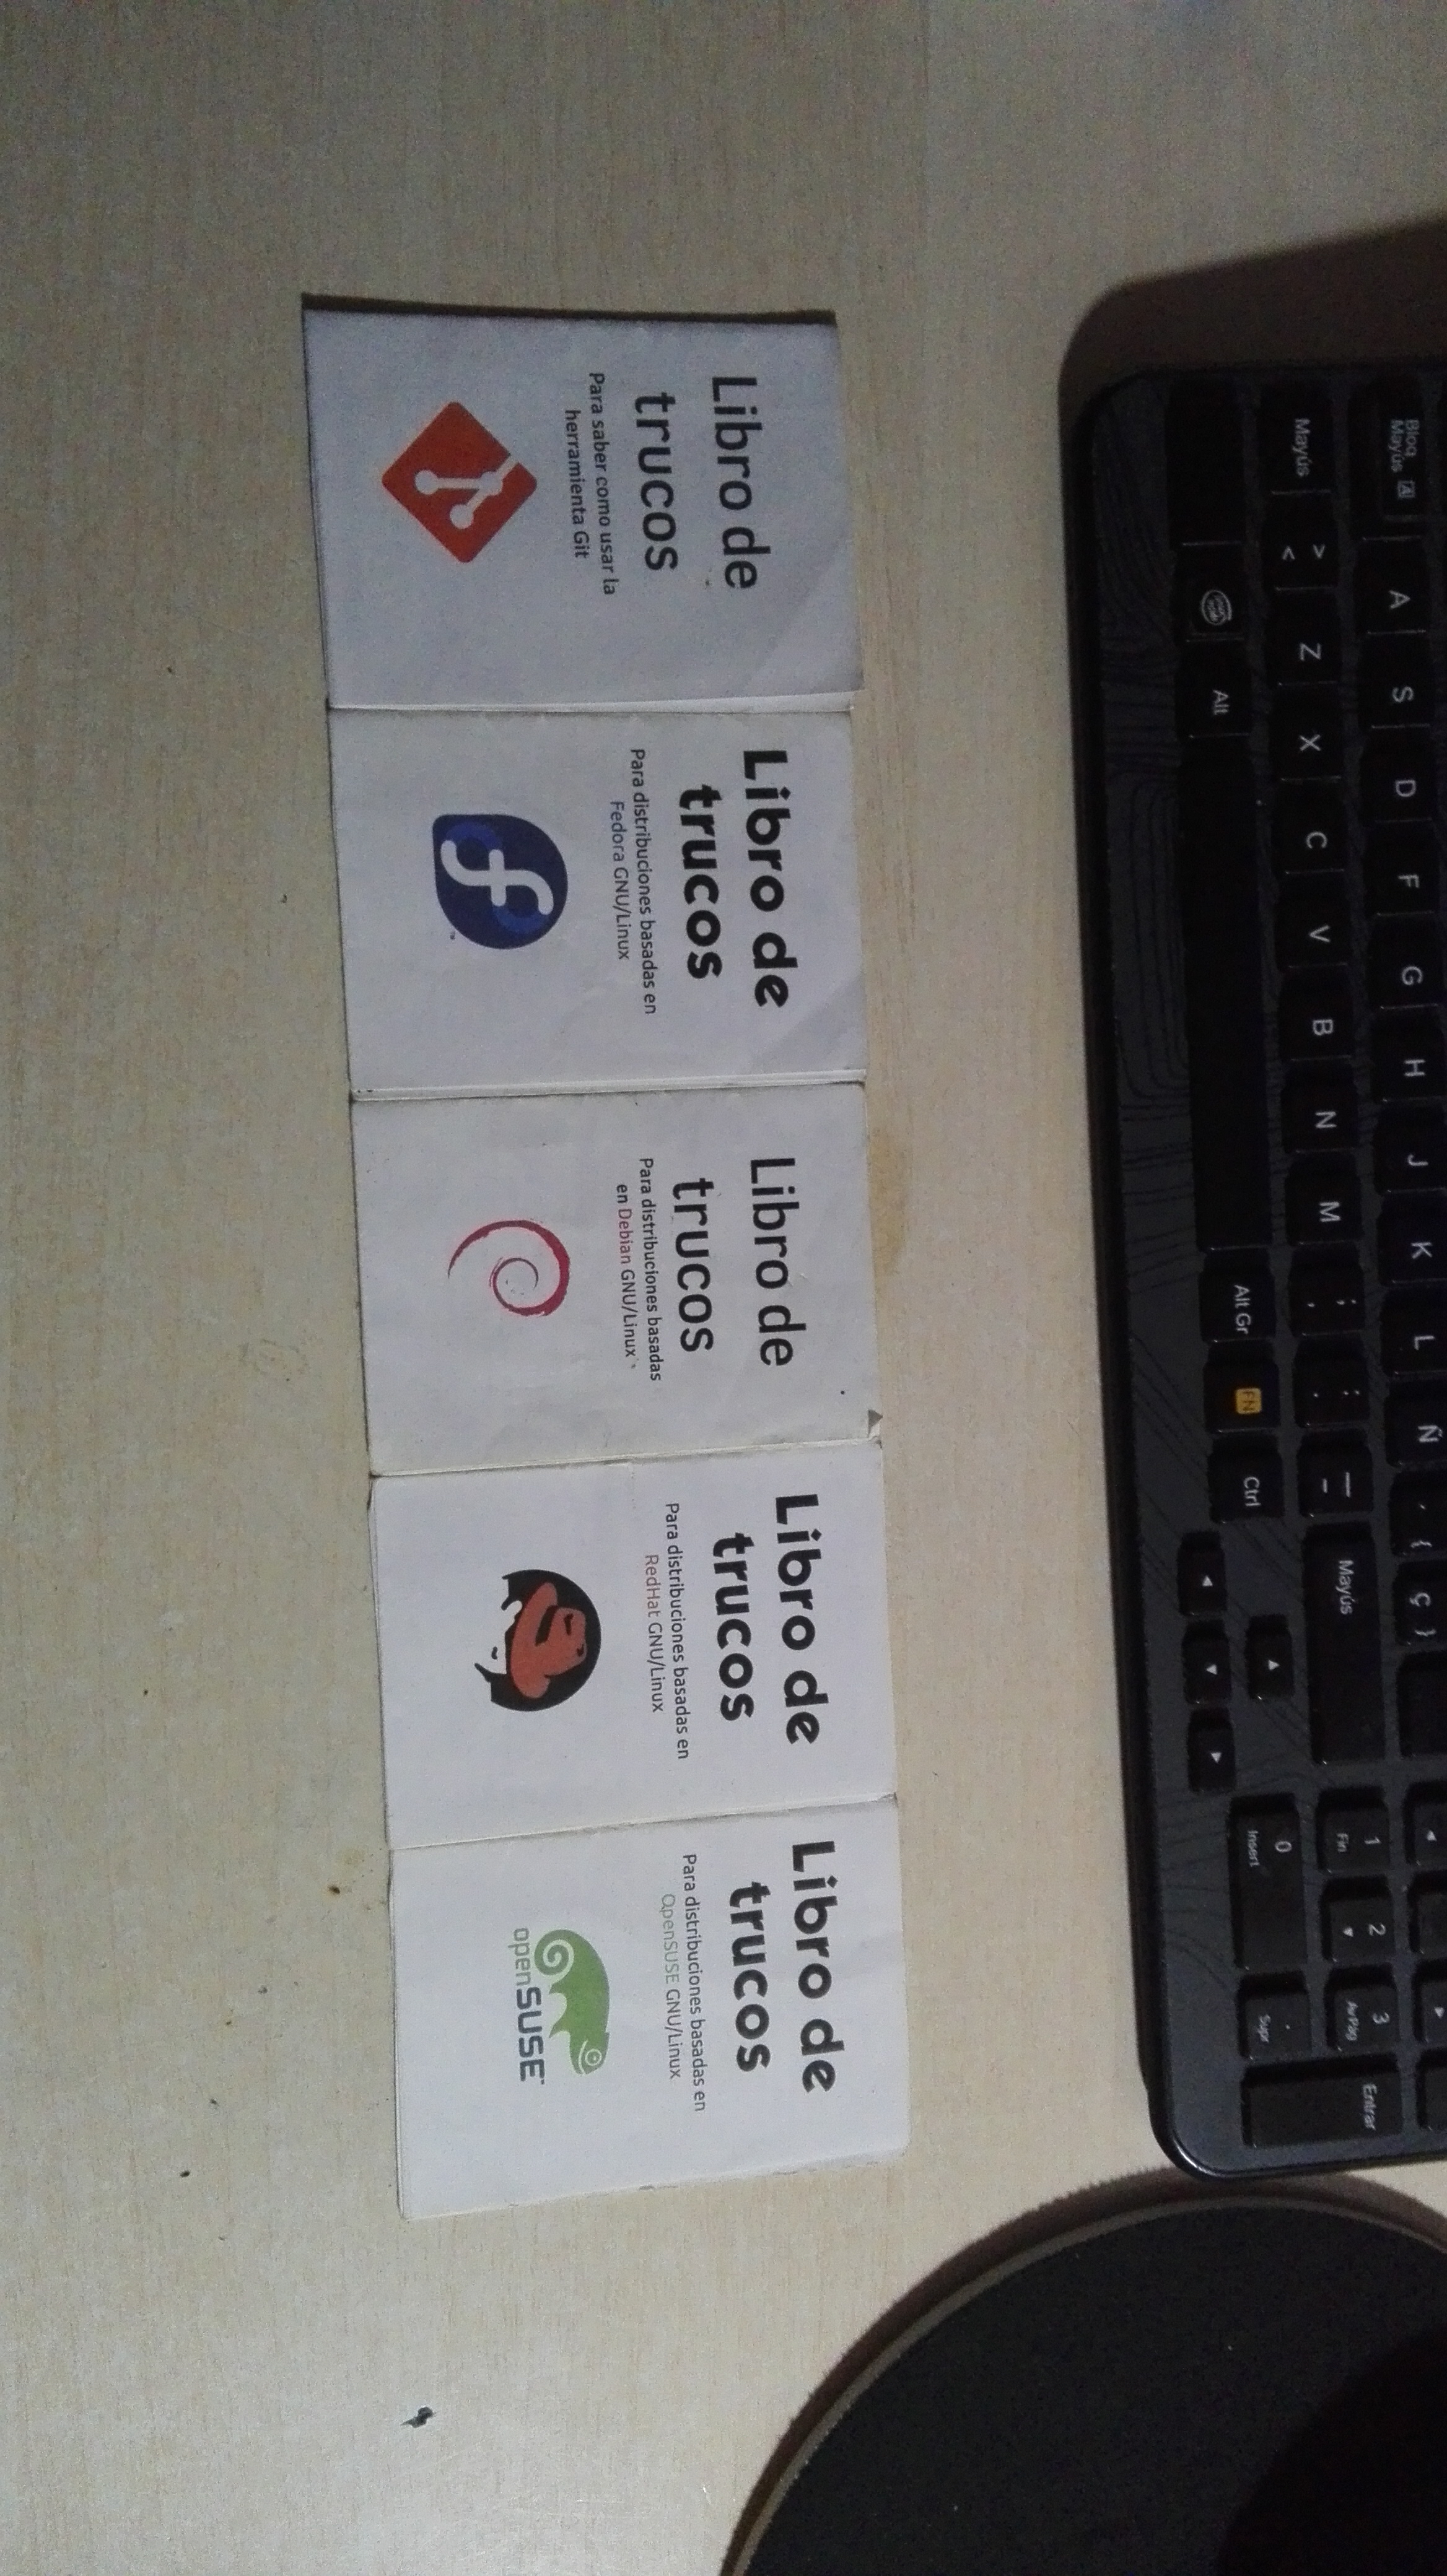 Libro de
trucos
Para saber como usar la
herramienta Git
Libro de
trucos
Para distribuciones basadas en
Fedora GNU/Linux
™
Libro de
trucos
Para distribuciones basadas
en Debian GNU/Linux
Libro de
trucos
Para distribuciones basadas en
RedHat GNU/Linux
Libro de
trucos
Para distribuciones basadas en
OpenSUSE GNU/Linux
openSUSE™
Bloq
Mayús A
A S D F G H J K L Ñ
{
Ç }
Mayús
> <
Z X C V B N M
; ,
: .
_ -
Mayús
1
Fin
2
3
AvPág
Entrar
Alt
Alt Gr
FN
Ctrl
0
Insert
.
Supr